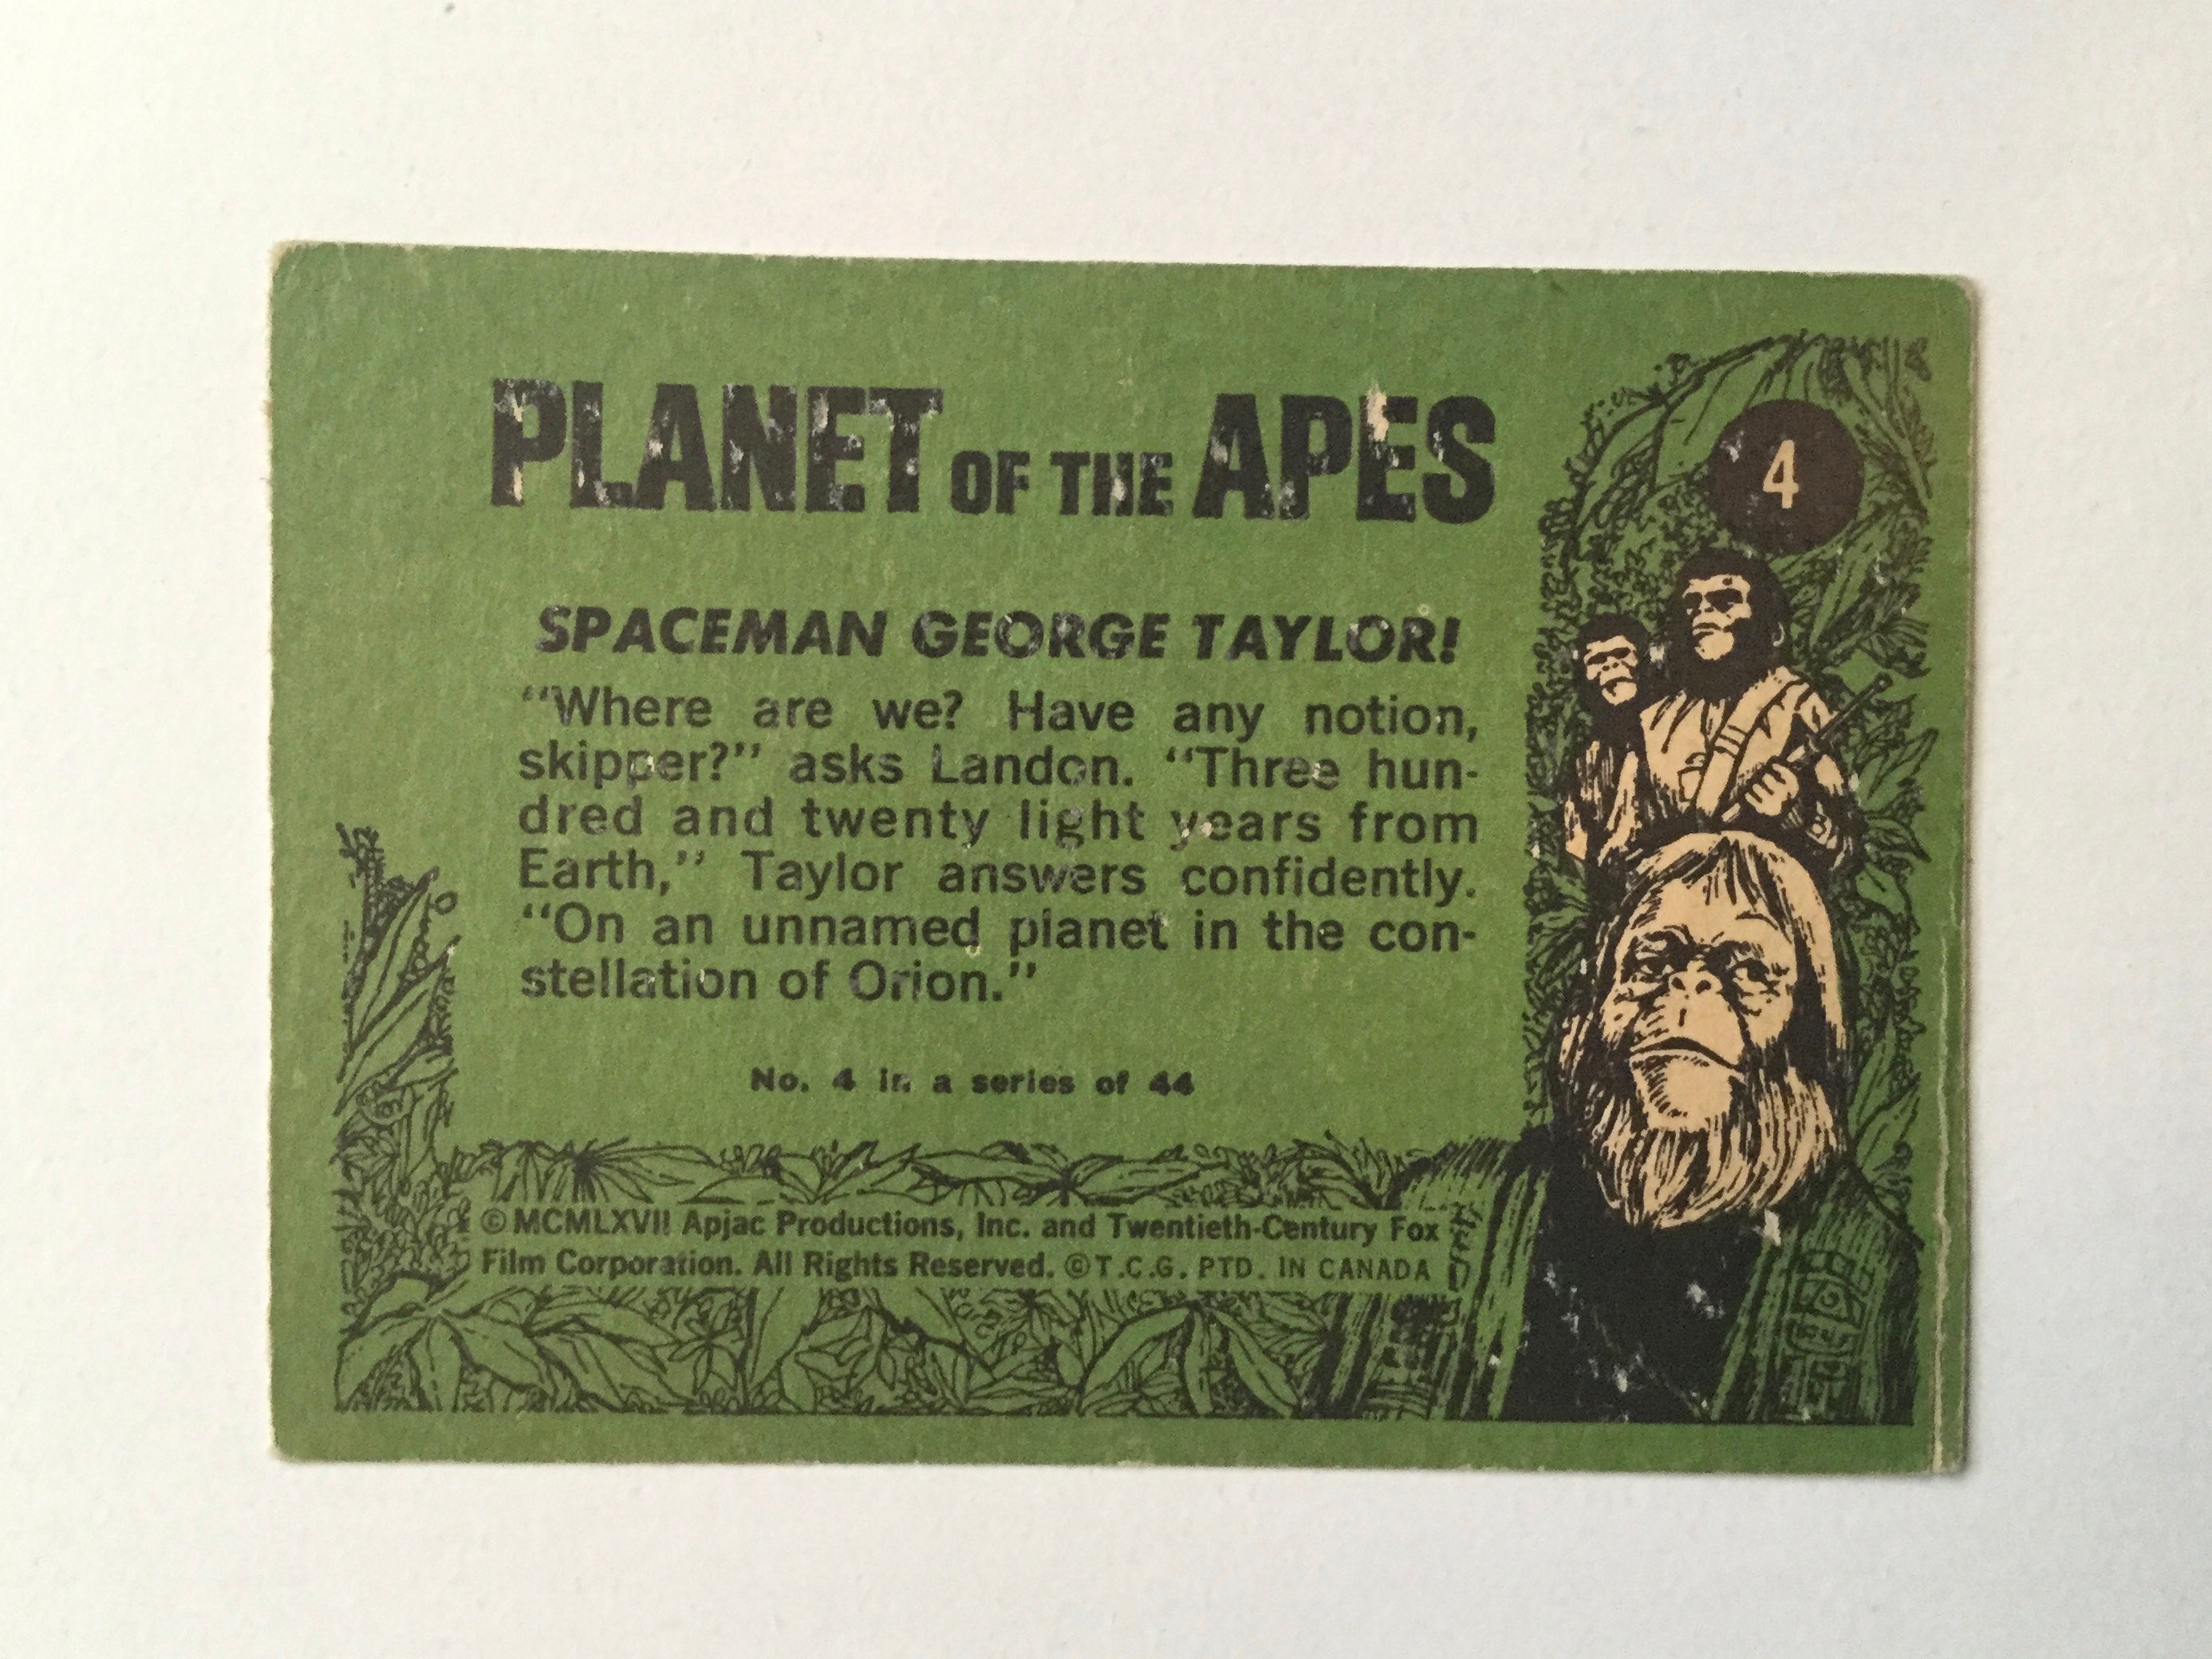 PLANET OF THE APES
4
SPACEMAN GEORGE TAYLOR!
“Where are we? Have any notion,
skipper?” asks Landon. “Three hun-
dred and twenty light years from
Earth,” Taylor answers confidently.
“On an unnamed planet in the con-
stellation of Orion.”
No. 4 in a series of 44
© MCMLXVII Apjac Productions, Inc. and Twentieth-Century Fox
Film Corporation. All Rights Reserved. © T.C.G. PTD. IN CANADA